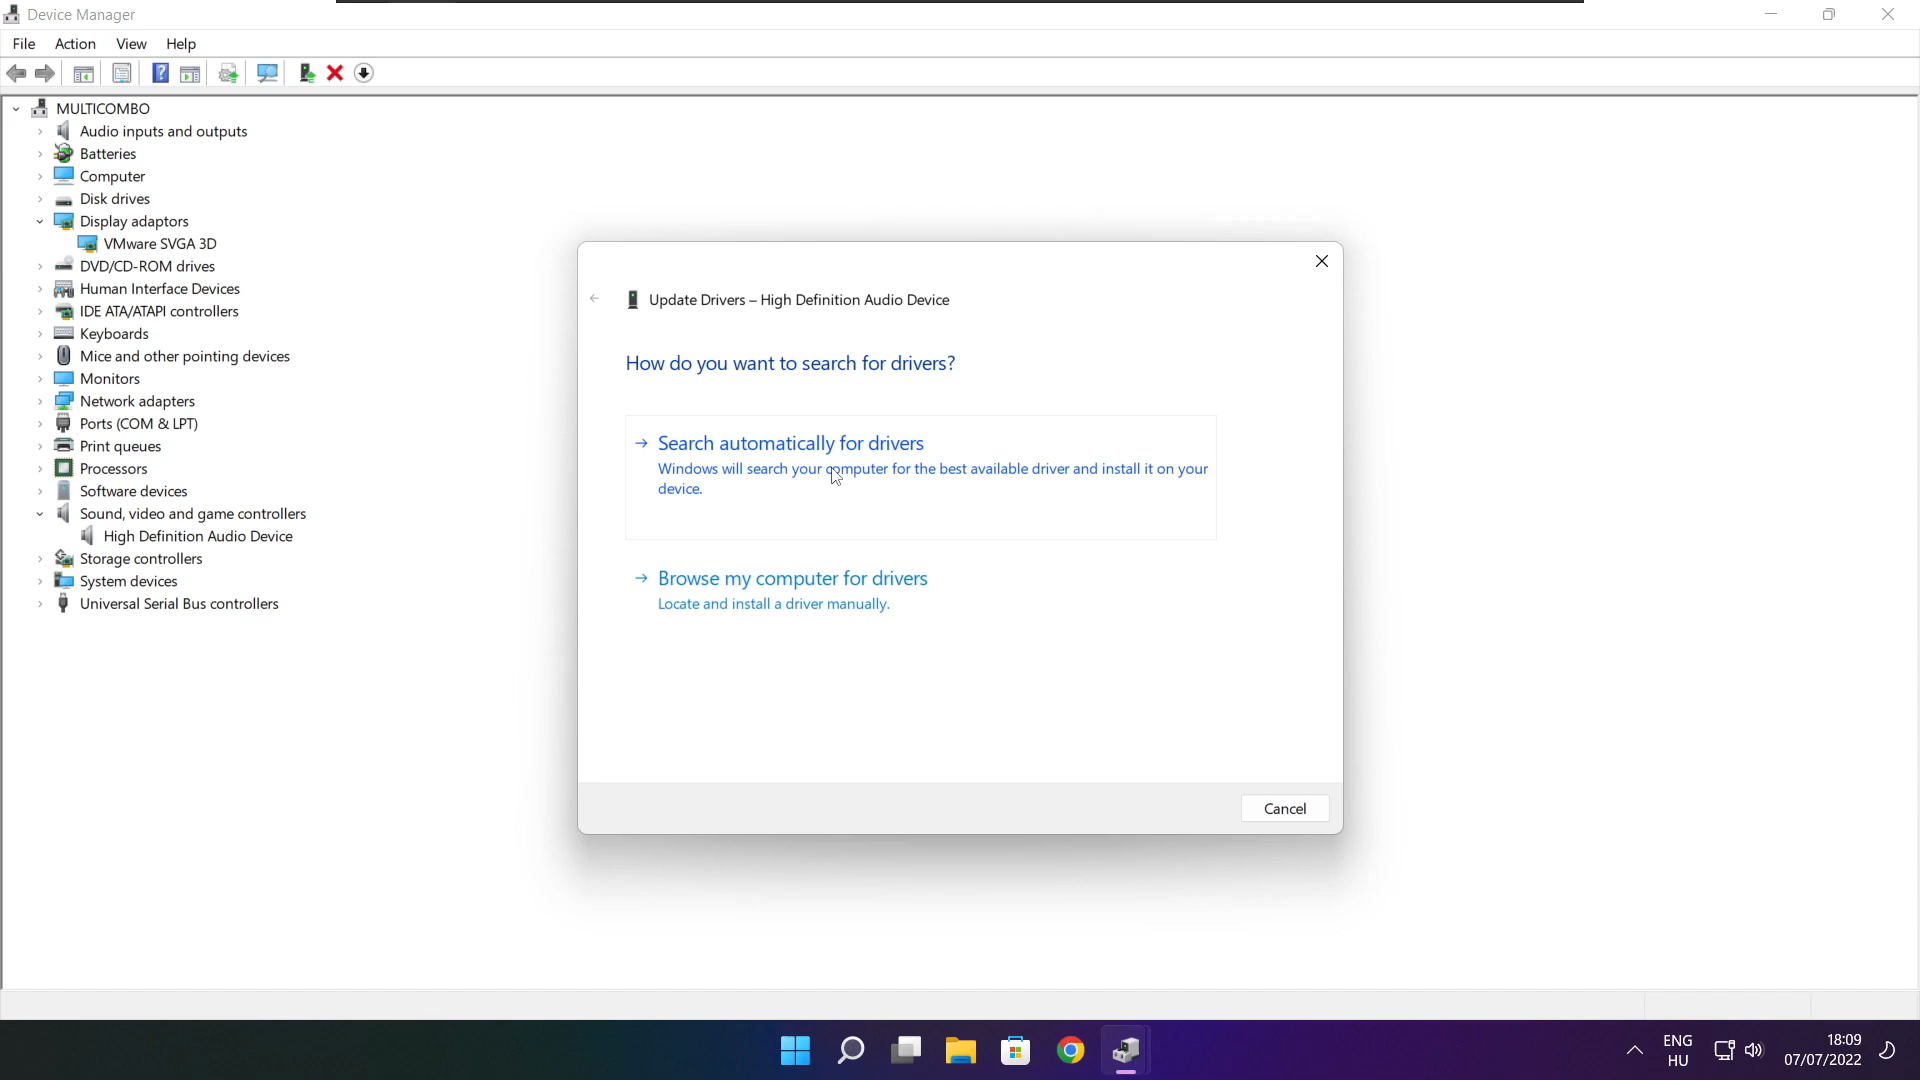 Device Manager
File Action View Help
MULTICOMBO
Audio inputs and outputs
Batteries
Computer
Disk drives
Display adaptors
VMware SVGA 3D
DVD/CD-ROM drives
Human Interface Devices
IDE ATA/ATAPI controllers
Keyboards
Mice and other pointing devices
Monitors
Network adapters
Ports (COM & LPT)
Print queues
Processors
Software devices
Sound, video and game controllers
High Definition Audio Device
Storage controllers
System devices
Universal Serial Bus controllers
Update Drivers – High Definition Audio Device
How do you want to search for drivers?
Search automatically for drivers
Windows will search your computer for the best available driver and install it on your
device.
Browse my computer for drivers
Locate and install a driver manually.
Cancel
ENG
HU
18:09
07/07/2022